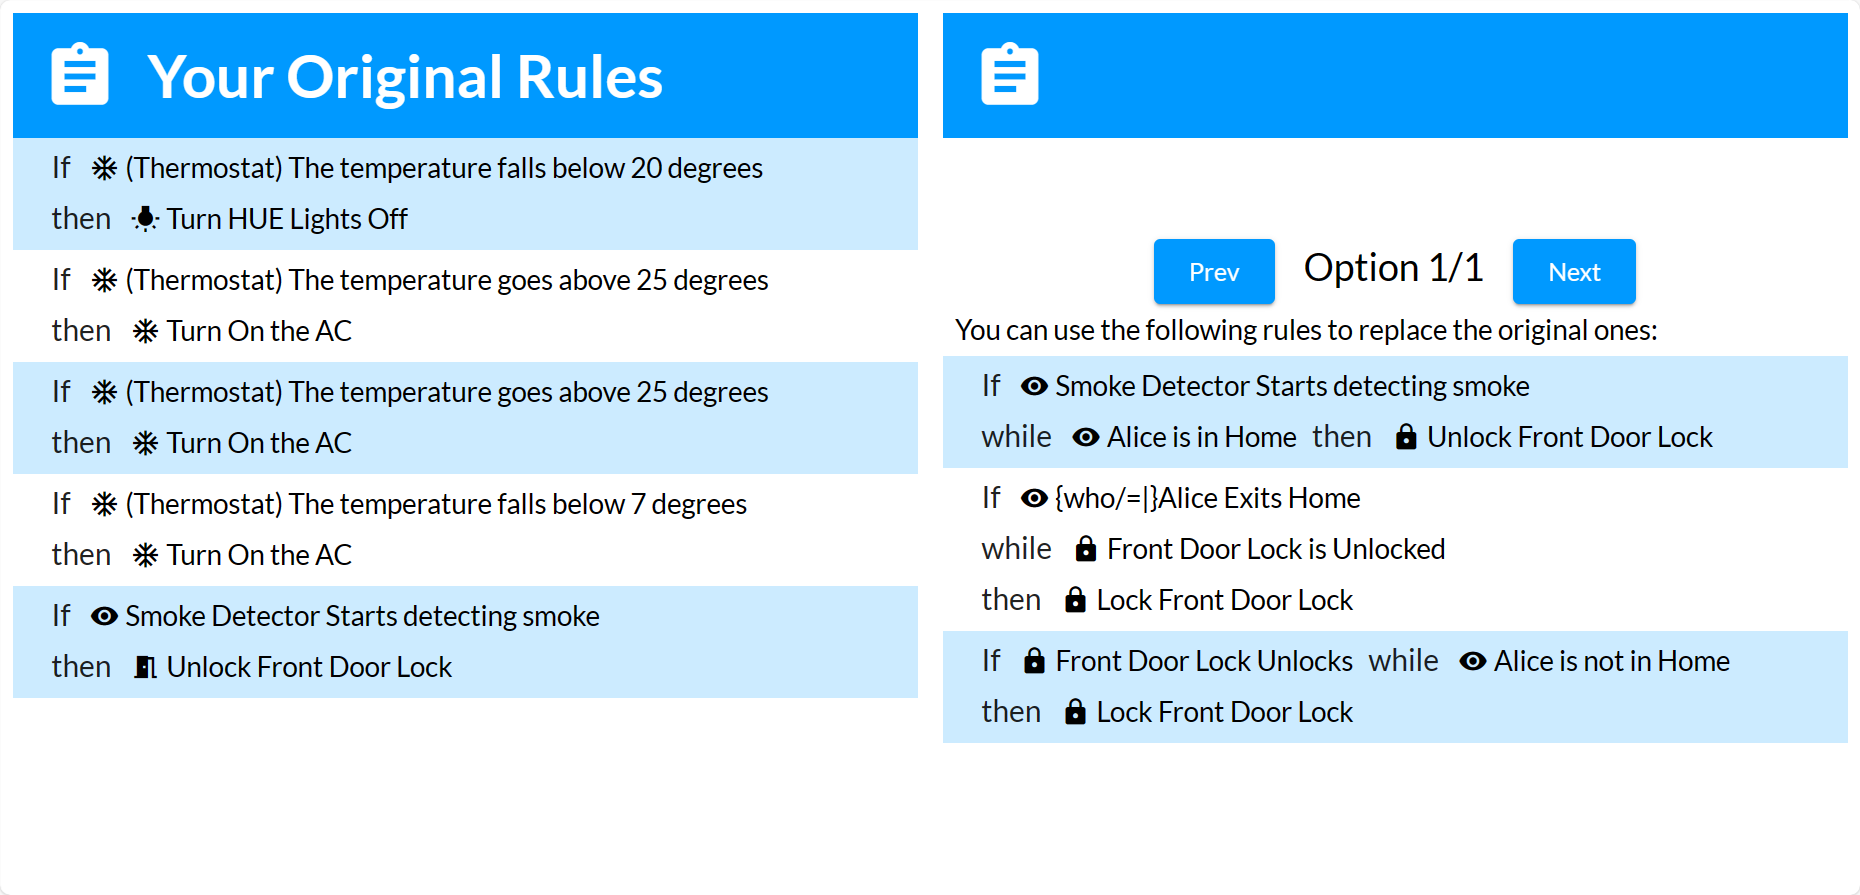 Your Original Rules
If (Thermostat) The temperature falls below 20 degrees
then Turn HUE Lights Off
If (Thermostat) The temperature goes above 25 degrees
then Turn On the AC
If (Thermostat) The temperature goes above 25 degrees
then Turn On the AC
If (Thermostat) The temperature falls below 7 degrees
then Turn On the AC
If Smoke Detector Starts detecting smoke
then Unlock Front Door Lock
Prev Option 1/1 Next
You can use the following rules to replace the original ones:
If Smoke Detector Starts detecting smoke
while Alice is in Home then Unlock Front Door Lock
If {who/=|}Alice Exits Home
while Front Door Lock is Unlocked
then Lock Front Door Lock
If Front Door Lock Unlocks while Alice is not in Home
then Lock Front Door Lock